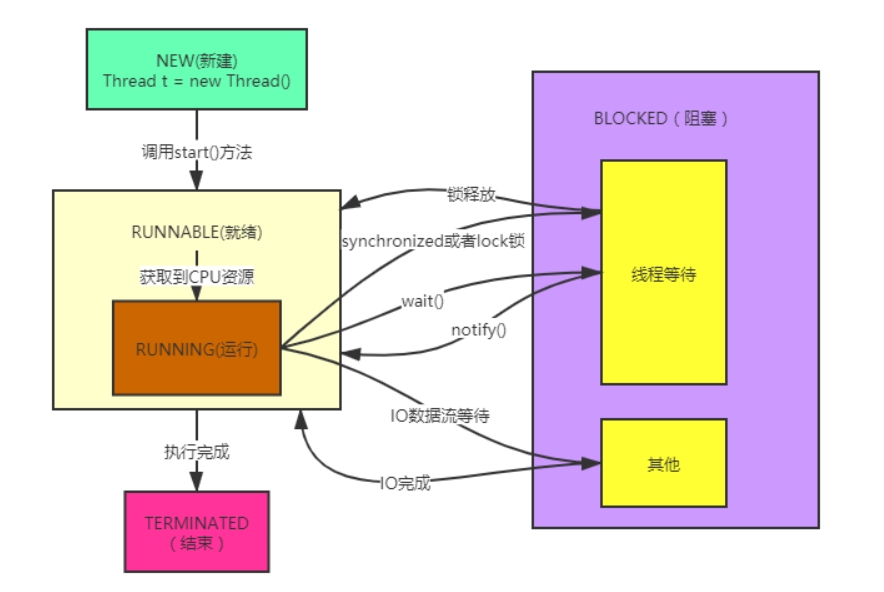 NEW(新建)
Thread t = new Thread()
调用start()方法
RUNNABLE(就绪)
获取到CPU资源
RUNNING(运行)
执行完成
TERMINATED
（结束）
BLOCKED（阻塞）
锁释放
synchronized或者lock锁
wait()
notify()
线程等待
IO数据流等待
IO完成
其他